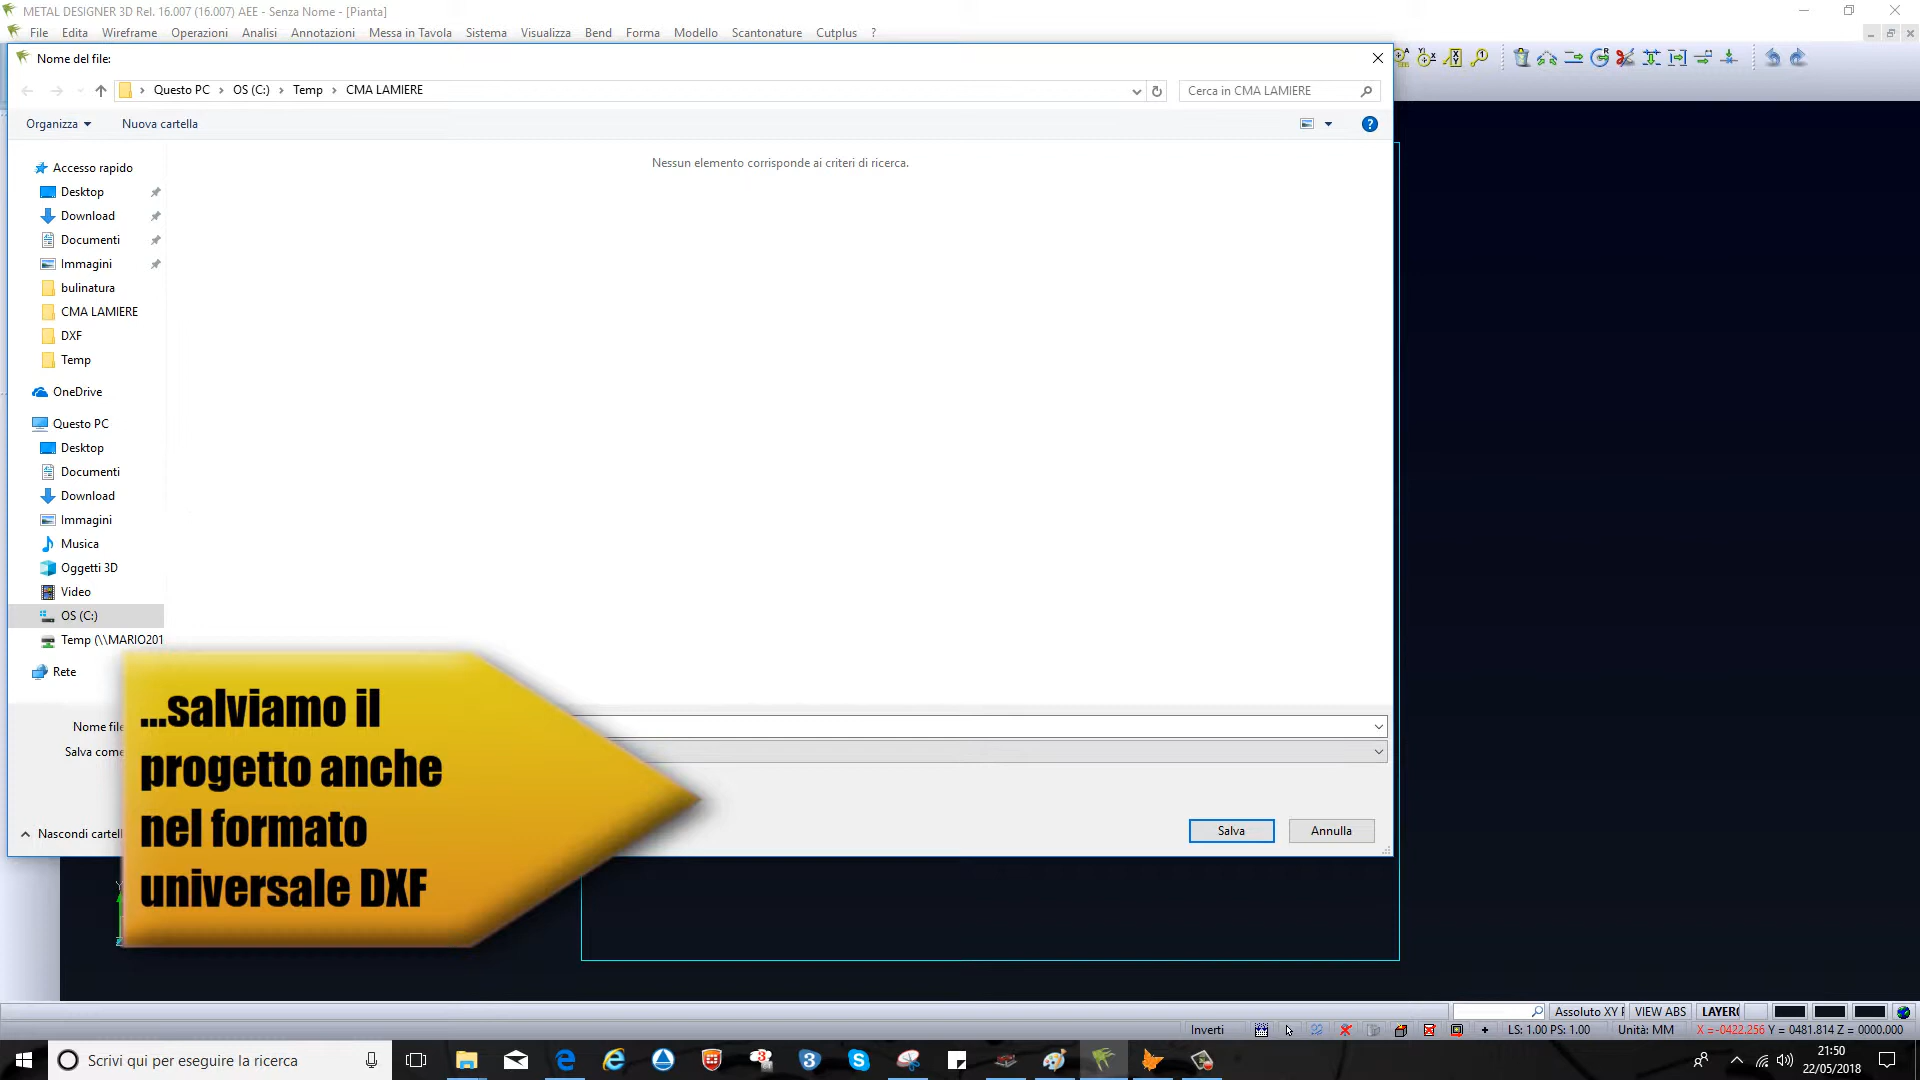 METAL DESIGNER 3D Rel. 16.007 (16.007) AEE - Senza Nome - [Pianta]
File Edita Wireframe Operazioni Analisi Annotazioni Messa in Tavola Sistema Visualizza Bend Forma Modello Scantonature Cutplus ?
Nome del file:
Questo PC > OS (C:) > Temp > CMA LAMIERE
Cerca in CMA LAMIERE
Organizza Nuova cartella
Nessun elemento corrisponde ai criteri di ricerca.
Accesso rapido
Desktop
Download
Documenti
Immagini
bulinatura
CMA LAMIERE
DXF
Temp
OneDrive
Questo PC
Desktop
Documenti
Download
Immagini
Musica
Oggetti 3D
Video
OS (C:)
Temp (\\MARIO201
Rete
Nome file
Salva come
...salviamo il
progetto anche
nel formato
universale DXF
Nascondi cartell
Salva Annulla
Assoluto XY VIEW ABS LAYER
Inverti LS: 1.00 PS: 1.00 Unità: MM X =-0422.256 Y = 0481.814 Z = 0000.000
Scrivi qui per eseguire la ricerca
21:50
22/05/2018